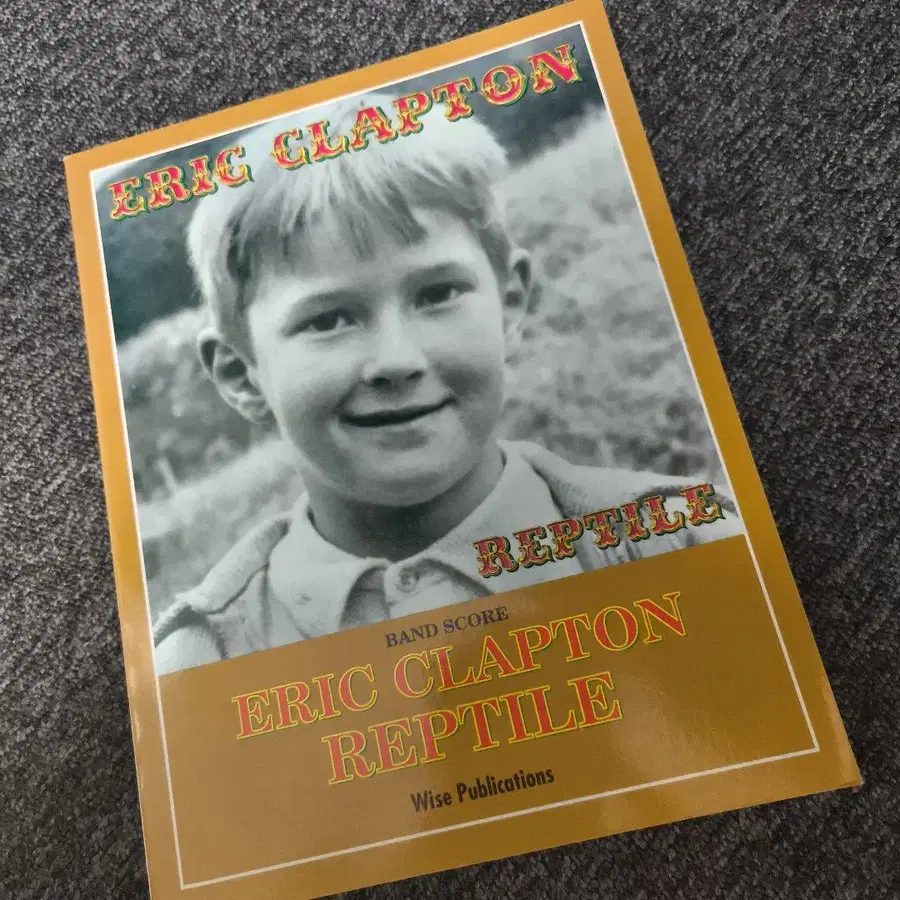 ERIC CLAPTON
REPTILE
BAND SCORE
ERIC CLAPTON
REPTILE
Wise Publications